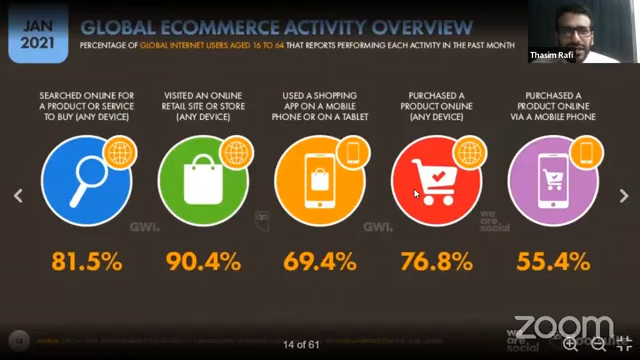 JAN
2021
GLOBAL ECOMMERCE ACTIVITY OVERVIEW
PERCENTAGE OF GLOBAL INTERNET USERS AGED 16 TO 64 THAT REPORTS PERFORMING EACH ACTIVITY IN THE PAST MONTH
Thasim Rafi
SEARCHED ONLINE FOR
A PRODUCT OR SERVICE
TO BUY (ANY DEVICE)
VISITED AN ONLINE
RETAIL SITE OR STORE
(ANY DEVICE)
USED A SHOPPING
APP ON A MOBILE
PHONE OR ON A TABLET
PURCHASED A
PRODUCT ONLINE
(ANY DEVICE)
PURCHASED A
PRODUCT ONLINE
VIA A MOBILE PHONE
GWI.
GWI.
we
are.
social
81.5%
90.4%
69.4%
76.8%
55.4%
14 of 61
we
are.
social
zoom